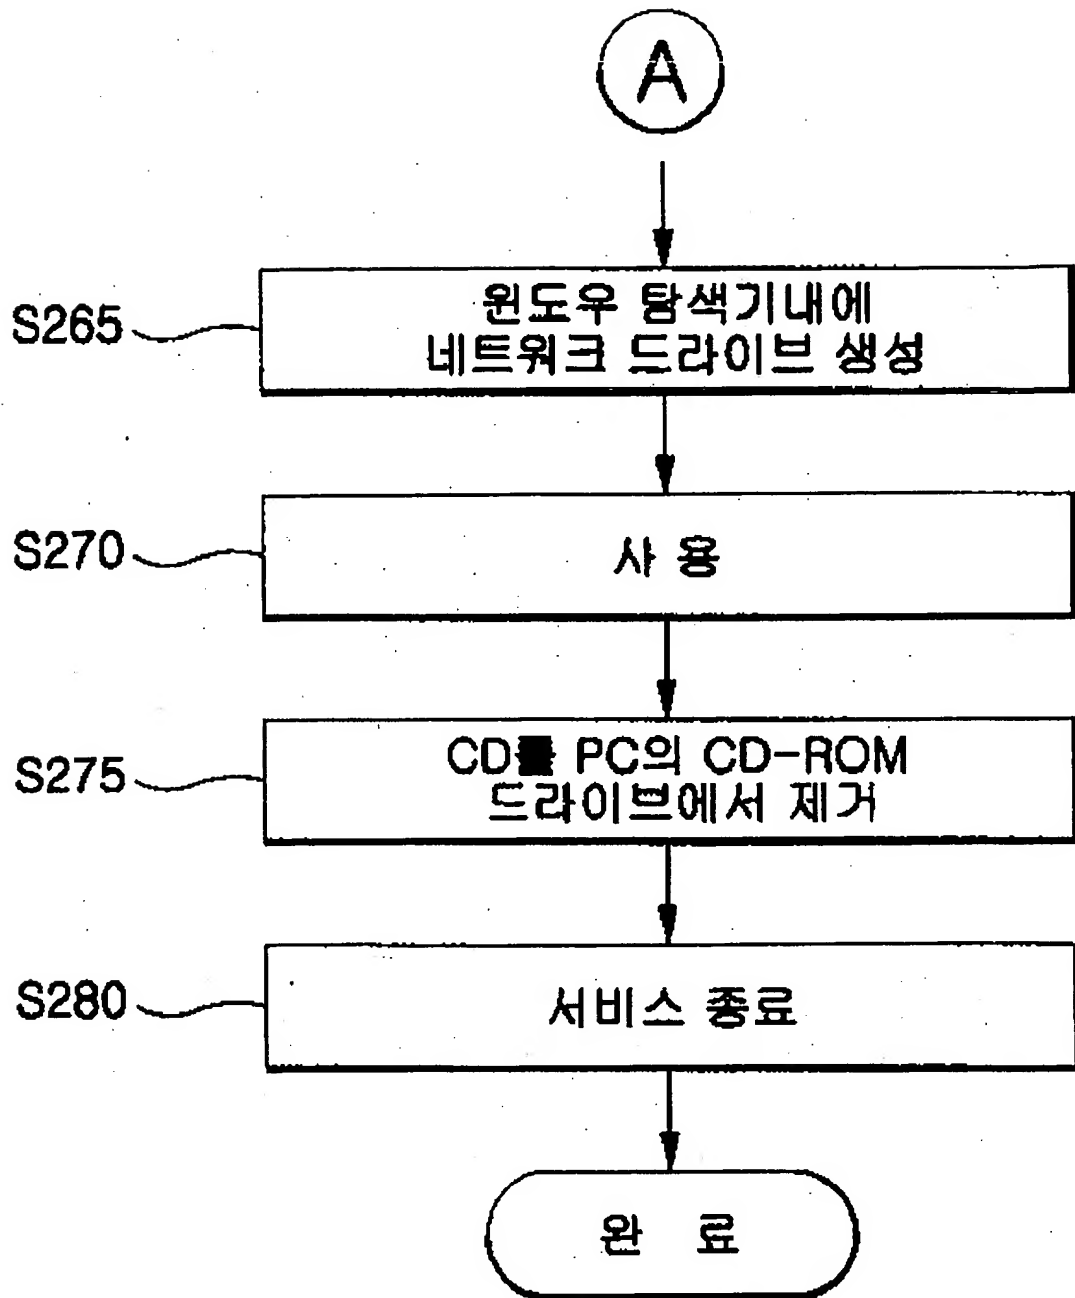 A
S265
윈도우 탐색기내에
네트워크 드라이브 생성
S270
사 용
S275
CD를 PC의 CD-ROM
드라이브에서 제거
S280
서비스 종료
완 료